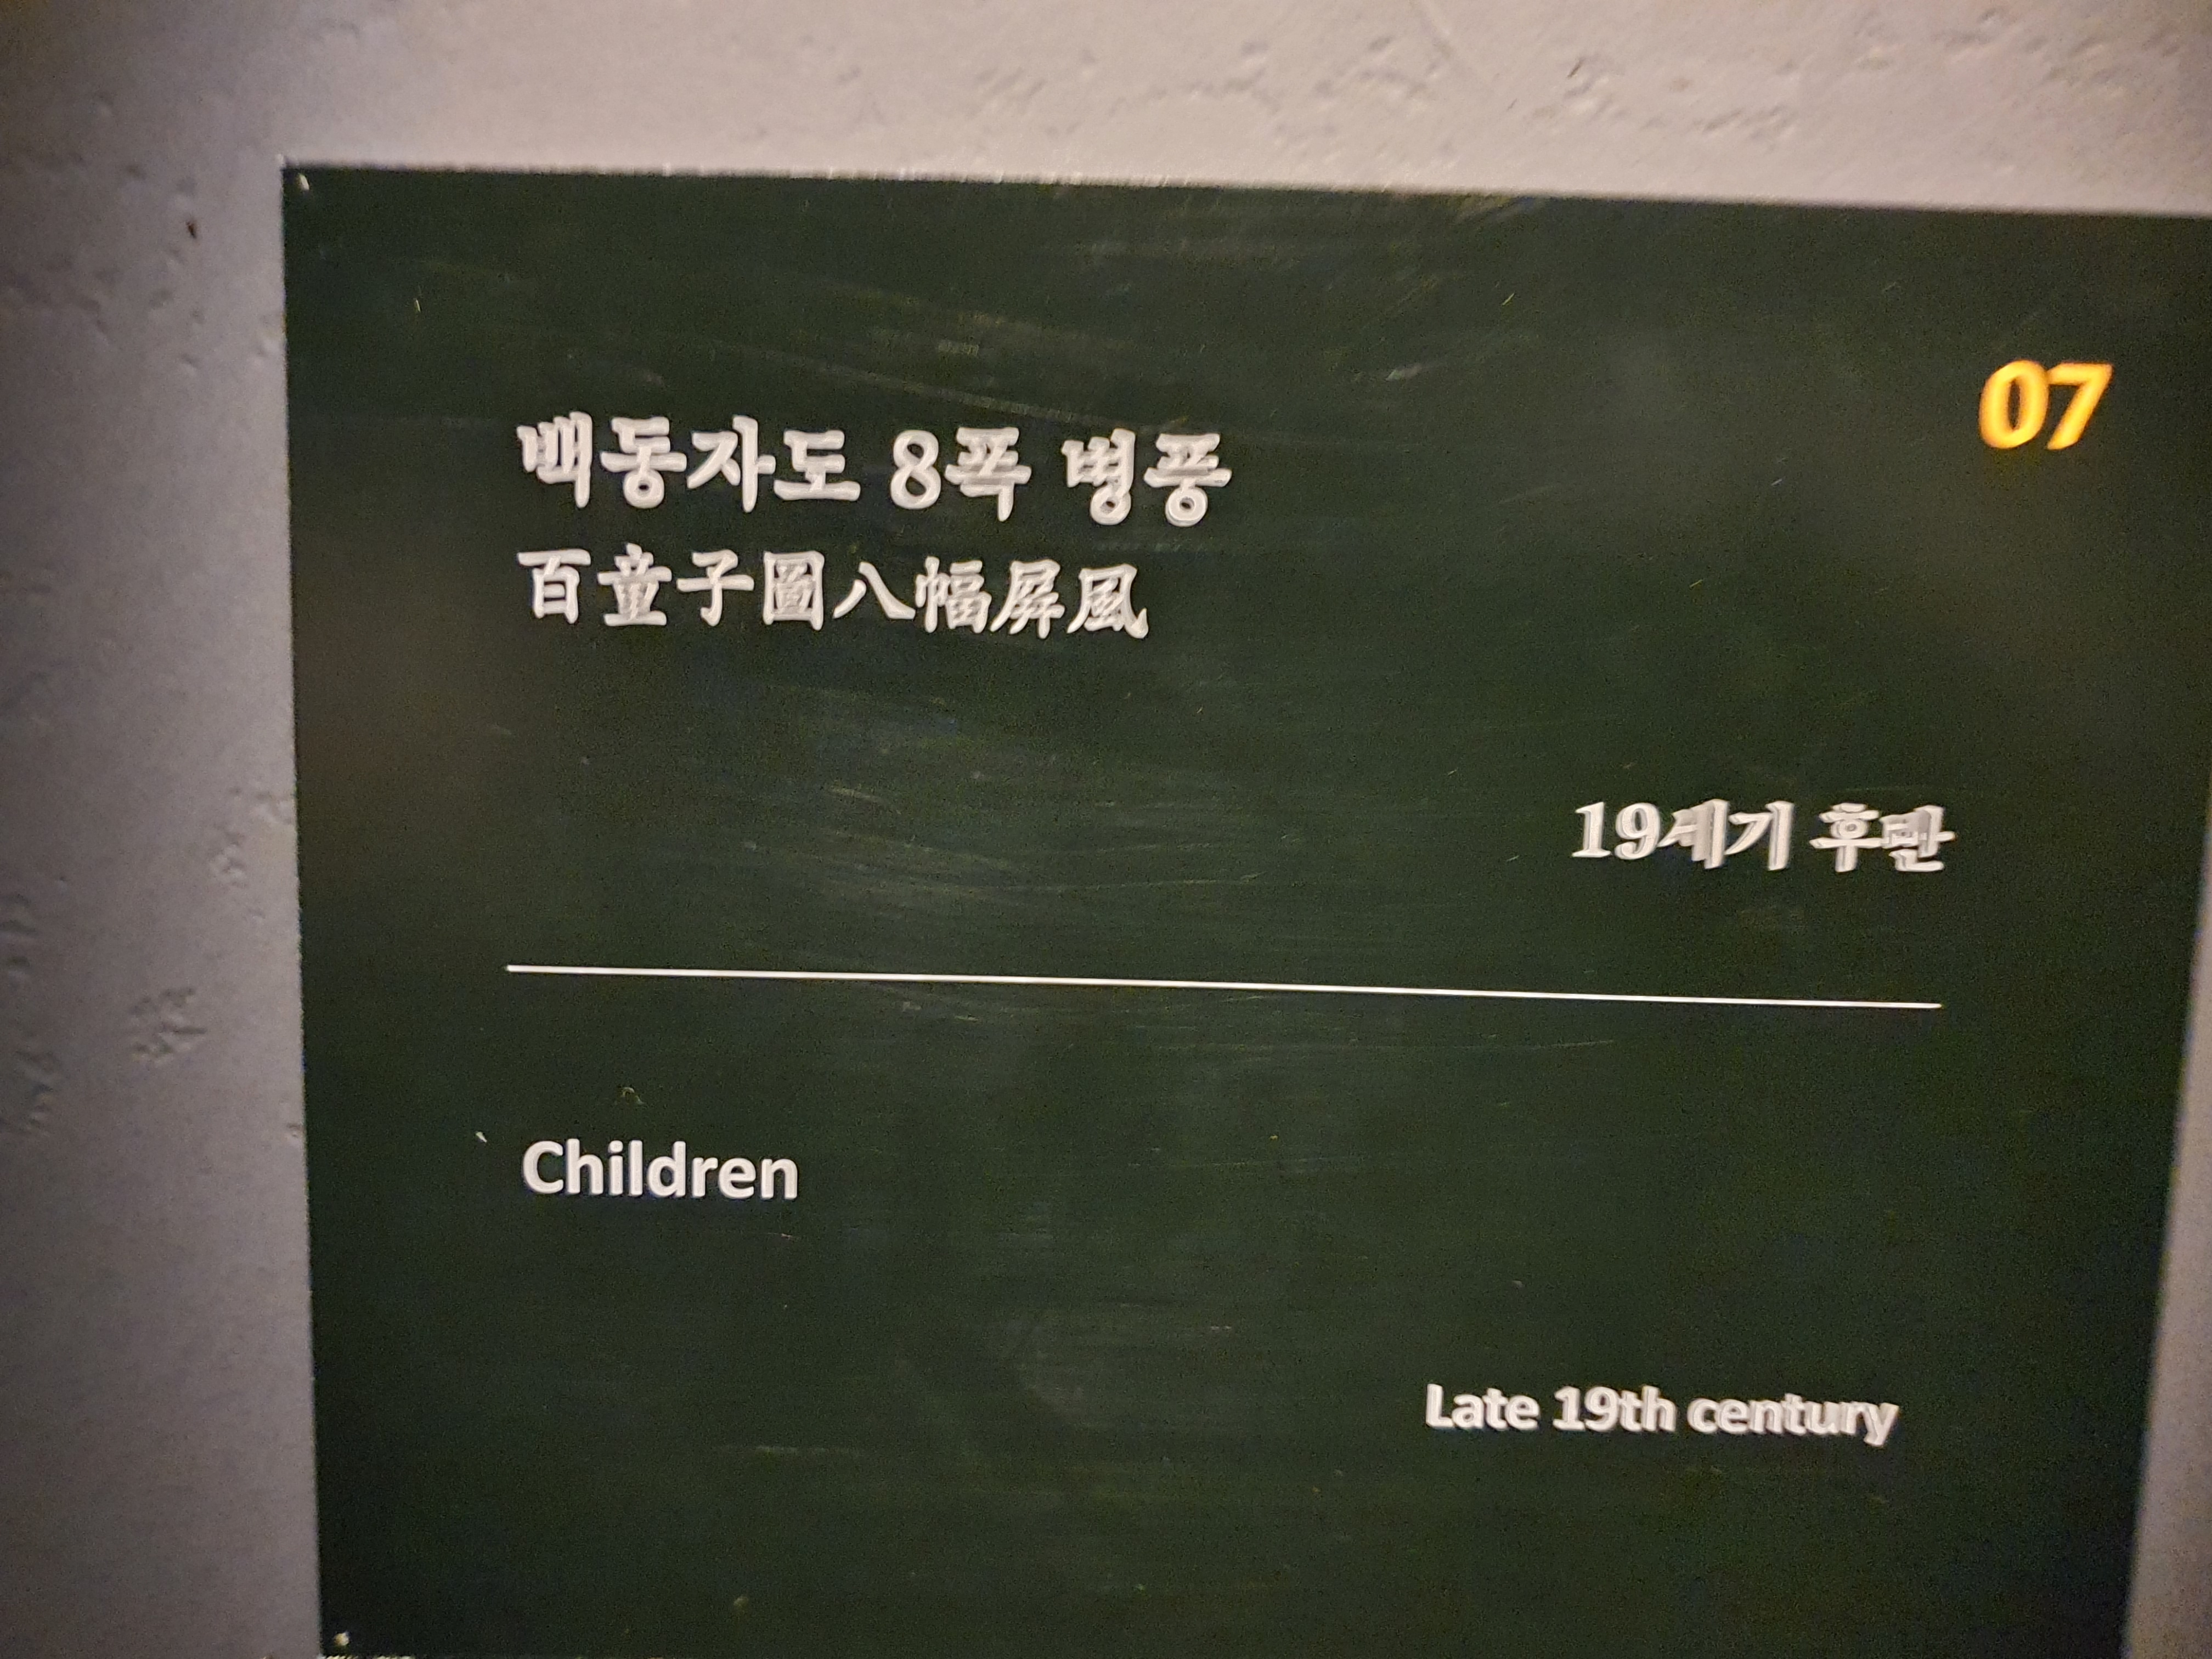 07
백동자도 8폭 병풍
百童子圖八幅屛風
19세기 후반
Children
Late 19th century